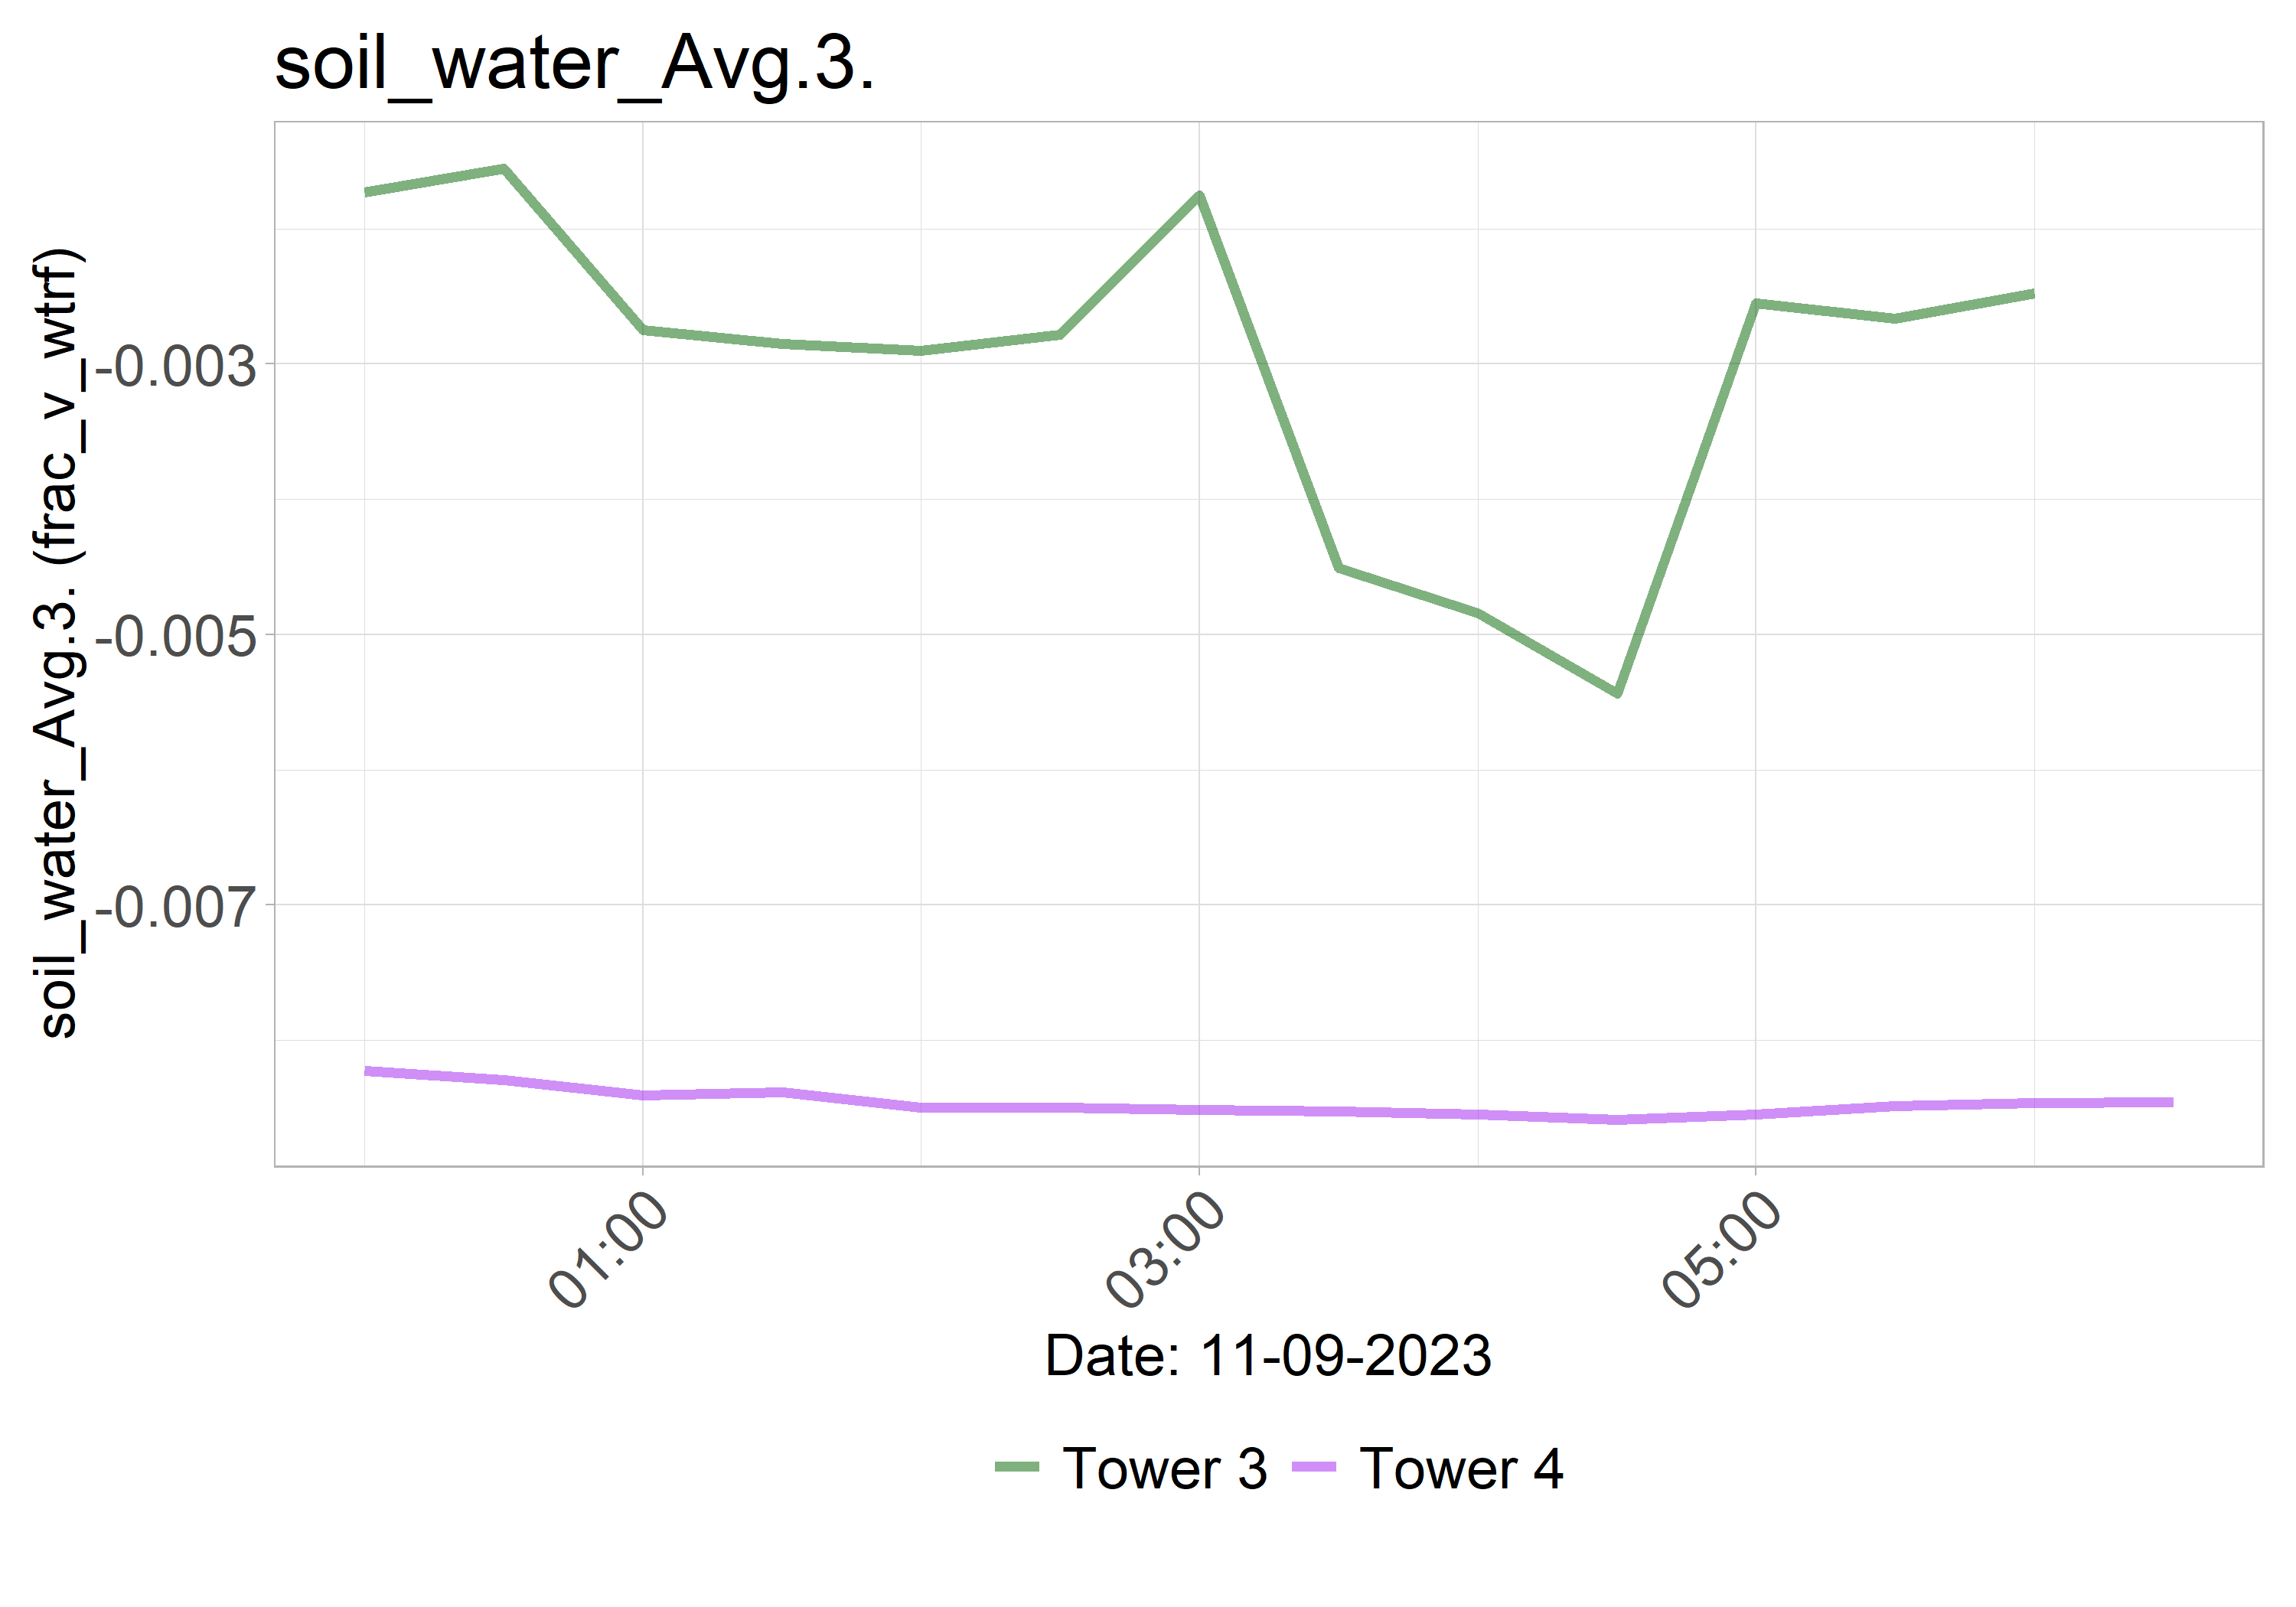 soil_water_Avg.3.
soil_water_Avg.3. (frac_v_wtrf)
-0.003
-0.005
-0.007
01:00
03:00
05:00
Date: 11-09-2023
Tower 3
Tower 4